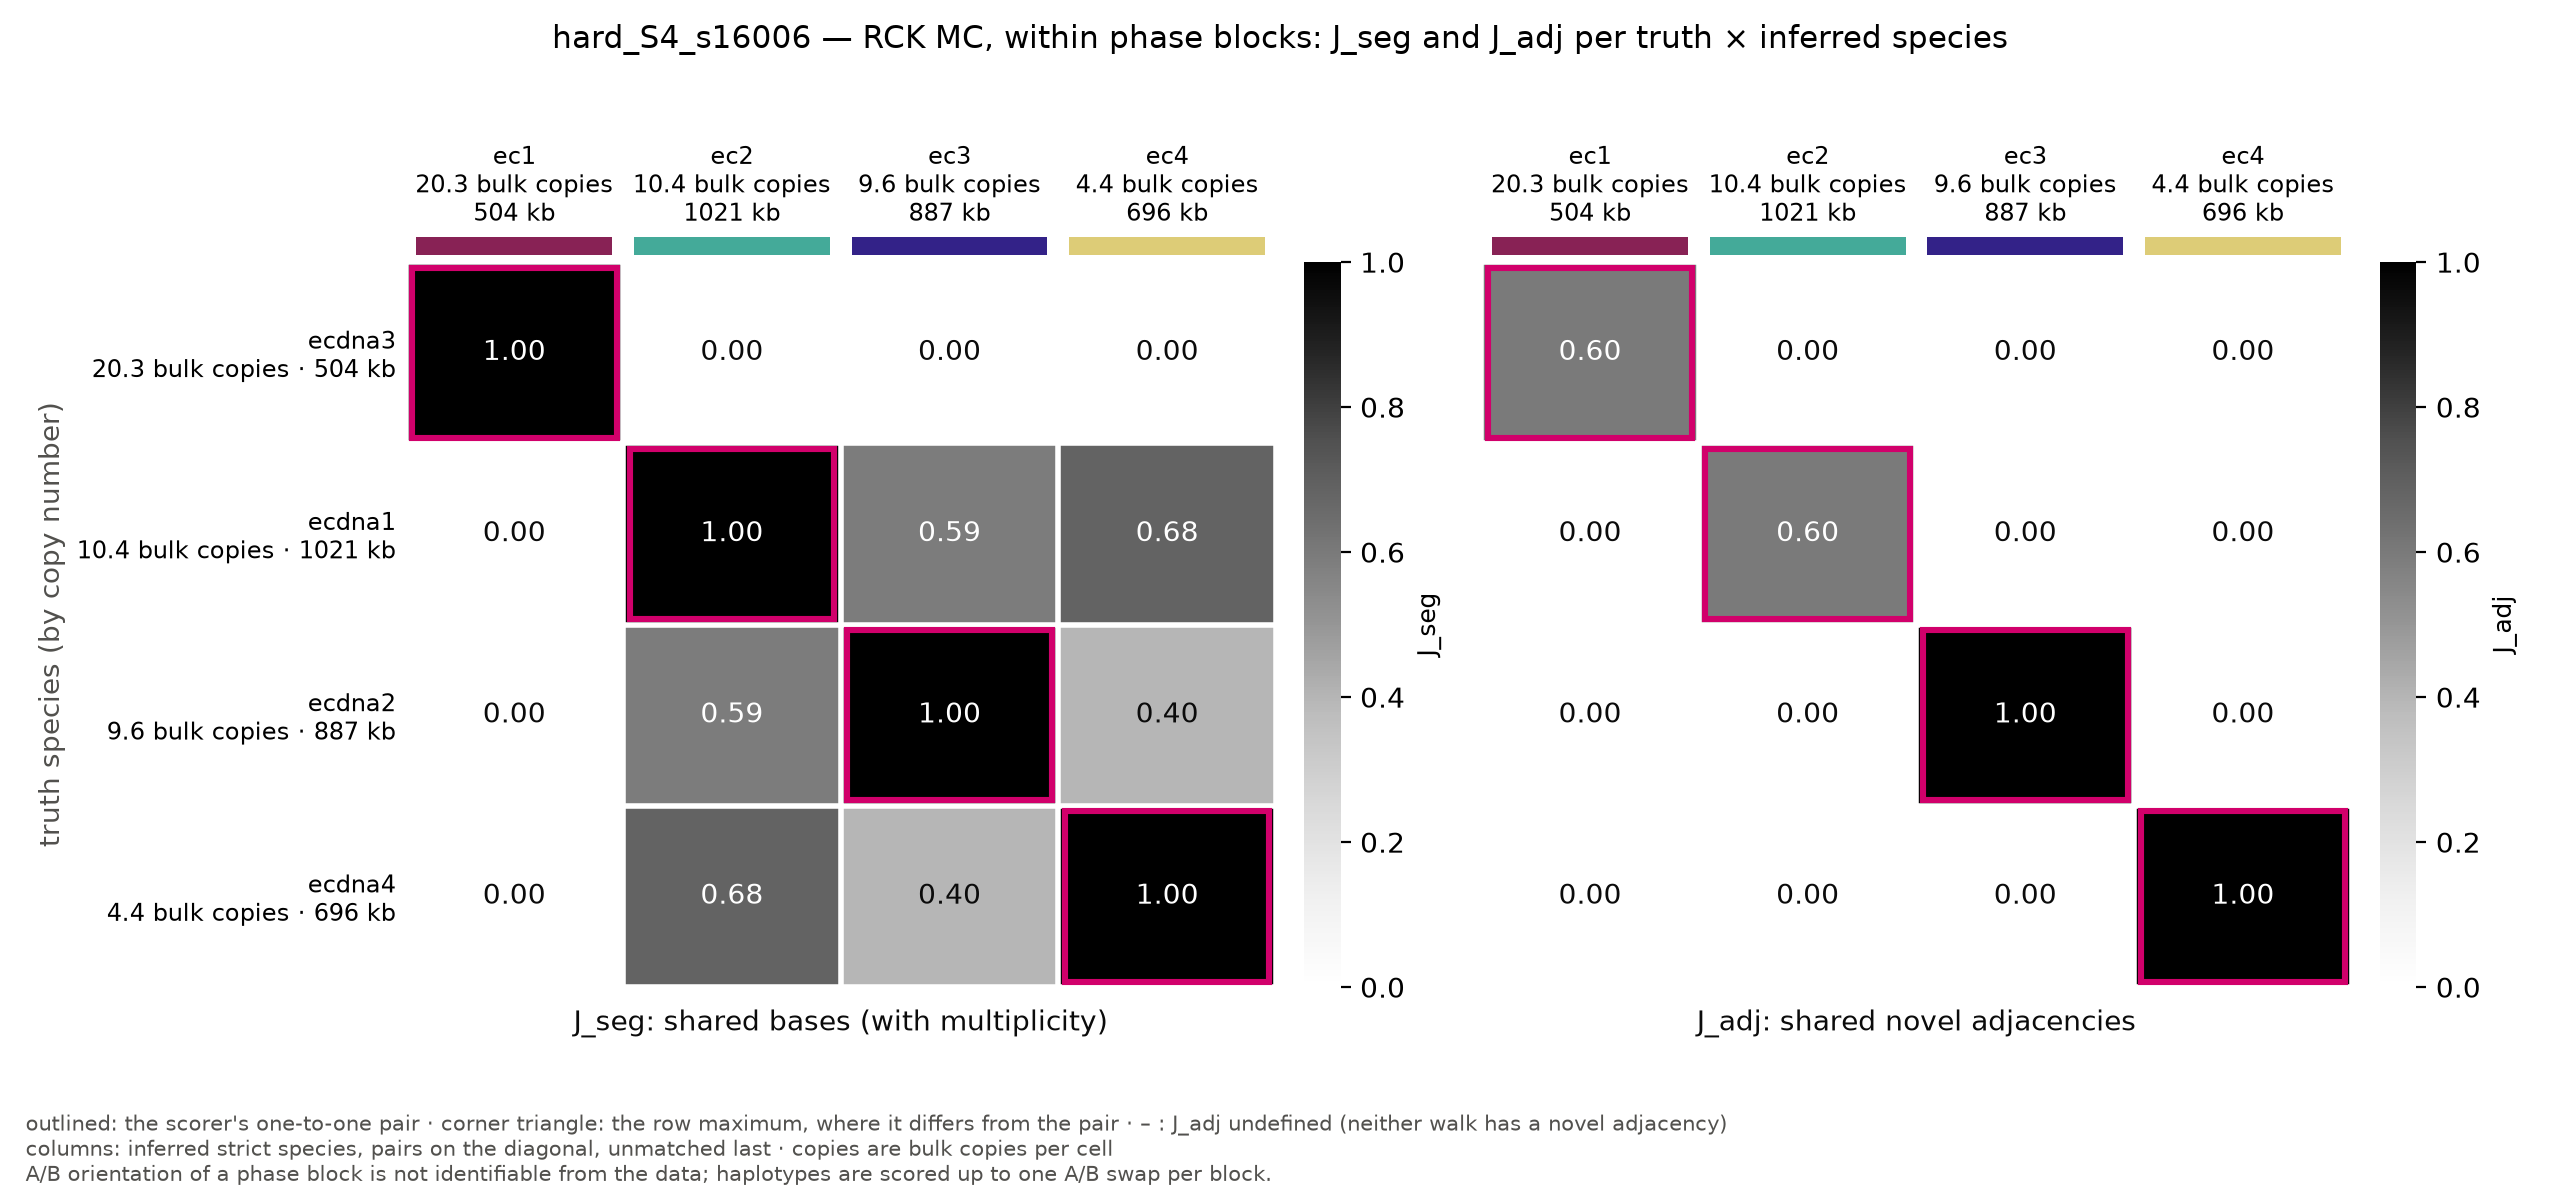 hard_S4_s16006 — RCK MC, within phase blocks: J_seg and J_adj per truth × inferred species
ec1
20.3 bulk copies
504 kb
ec2
10.4 bulk copies
1021 kb
ec3
9.6 bulk copies
887 kb
ec4
4.4 bulk copies
696 kb
truth species (by copy number)
ecdna3
20.3 bulk copies · 504 kb
1.00 0.00 0.00 0.00
ecdna1
10.4 bulk copies · 1021 kb
0.00 1.00 0.59 0.68
ecdna2
9.6 bulk copies · 887 kb
0.00 0.59 1.00 0.40
ecdna4
4.4 bulk copies · 696 kb
0.00 0.68 0.40 1.00
J_seg: shared bases (with multiplicity)
1.0
0.8
0.6
0.4
0.2
0.0
J_seg
ec1
20.3 bulk copies
504 kb
ec2
10.4 bulk copies
1021 kb
ec3
9.6 bulk copies
887 kb
ec4
4.4 bulk copies
696 kb
0.60 0.00 0.00 0.00
0.00 0.60 0.00 0.00
0.00 0.00 1.00 0.00
0.00 0.00 0.00 1.00
J_adj: shared novel adjacencies
1.0
0.8
0.6
0.4
0.2
0.0
J_adj
outlined: the scorer's one-to-one pair · corner triangle: the row maximum, where it differs from the pair · – : J_adj undefined (neither walk has a novel adjacency)
columns: inferred strict species, pairs on the diagonal, unmatched last · copies are bulk copies per cell
A/B orientation of a phase block is not identifiable from the data; haplotypes are scored up to one A/B swap per block.